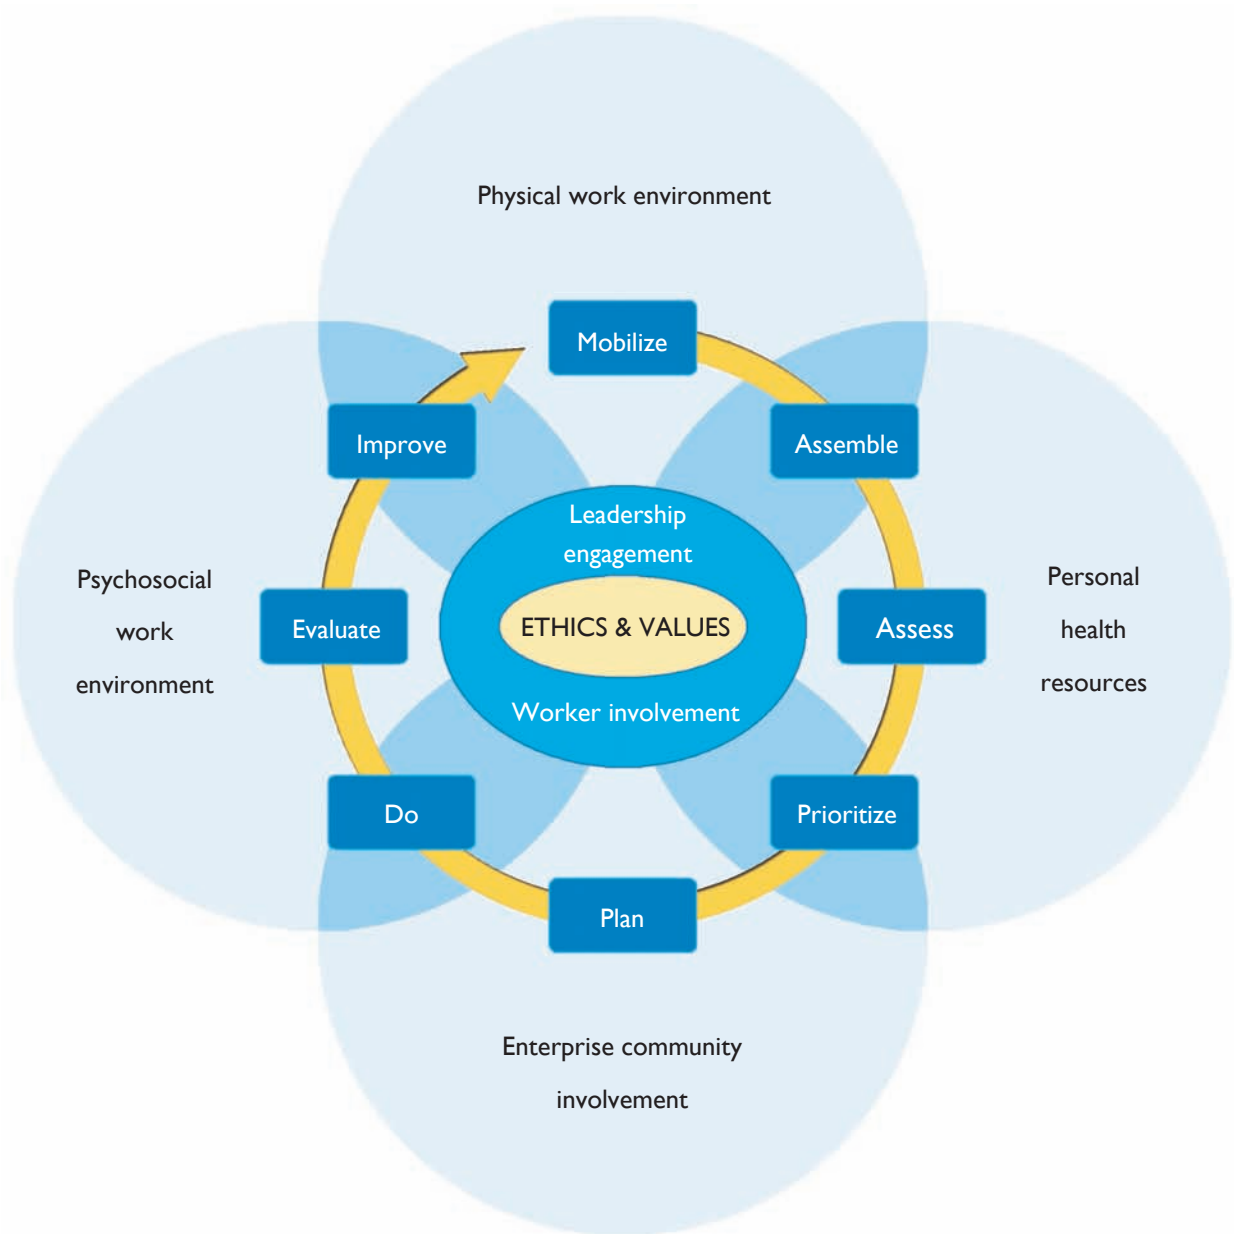 Physical work environment
Mobilize
Improve
Assemble
Leadership
engagement
Psychosocial
work
environment
Evaluate
ETHICS & VALUES
Assess
Personal
health
resources
Worker involvement
Do
Prioritize
Plan
Enterprise community
involvement